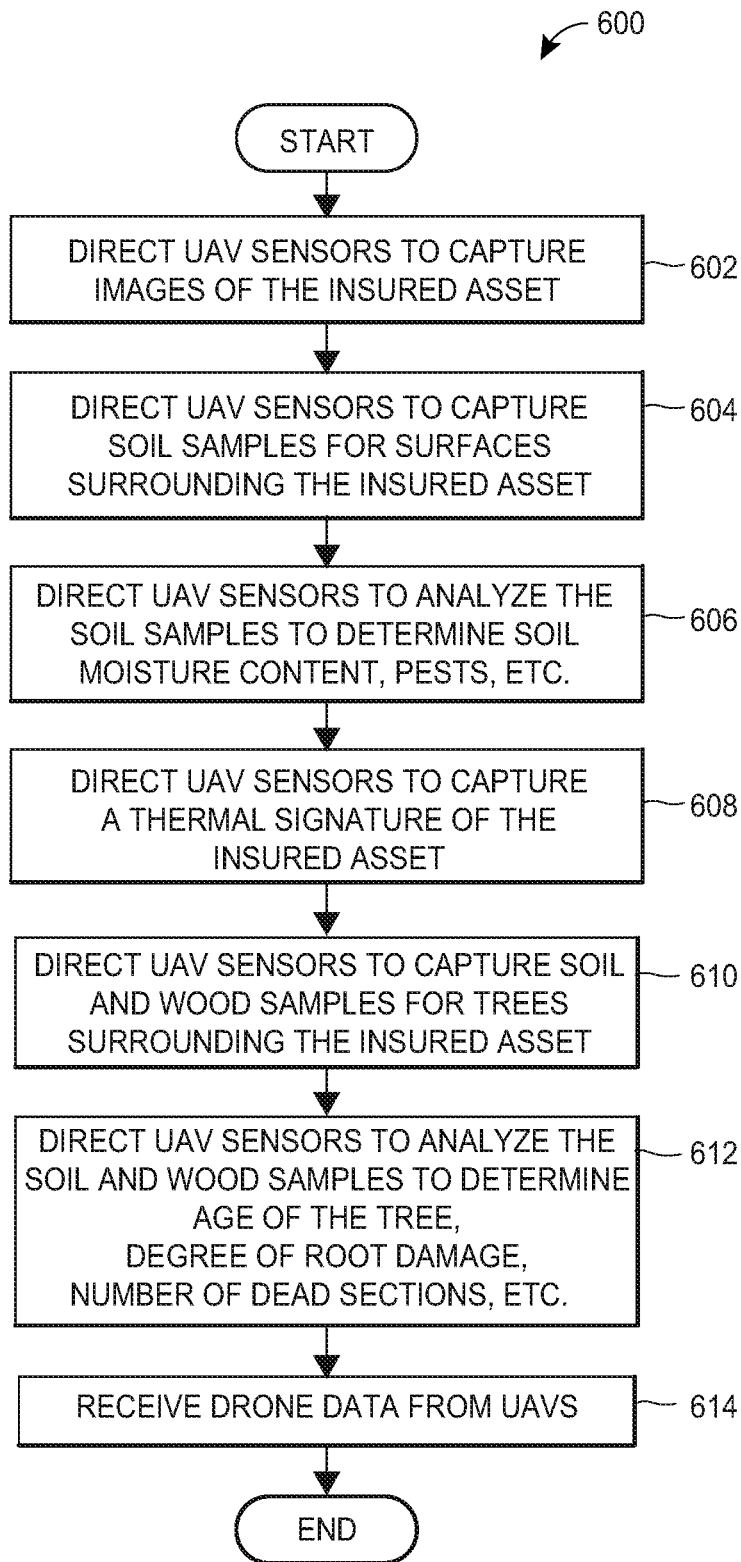 600
START
DIRECT UAV SENSORS TO CAPTURE
IMAGES OF THE INSURED ASSET
602
DIRECT UAV SENSORS TO CAPTURE
SOIL SAMPLES FOR SURFACES
SURROUNDING THE INSURED ASSET
604
DIRECT UAV SENSORS TO ANALYZE THE
SOIL SAMPLES TO DETERMINE SOIL
MOISTURE CONTENT, PESTS, ETC.
606
DIRECT UAV SENSORS TO CAPTURE
A THERMAL SIGNATURE OF THE
INSURED ASSET
608
DIRECT UAV SENSORS TO CAPTURE SOIL
AND WOOD SAMPLES FOR TREES
SURROUNDING THE INSURED ASSET
610
DIRECT UAV SENSORS TO ANALYZE THE
SOIL AND WOOD SAMPLES TO DETERMINE
AGE OF THE TREE,
DEGREE OF ROOT DAMAGE,
NUMBER OF DEAD SECTIONS, ETC.
612
RECEIVE DRONE DATA FROM UAVS
614
END